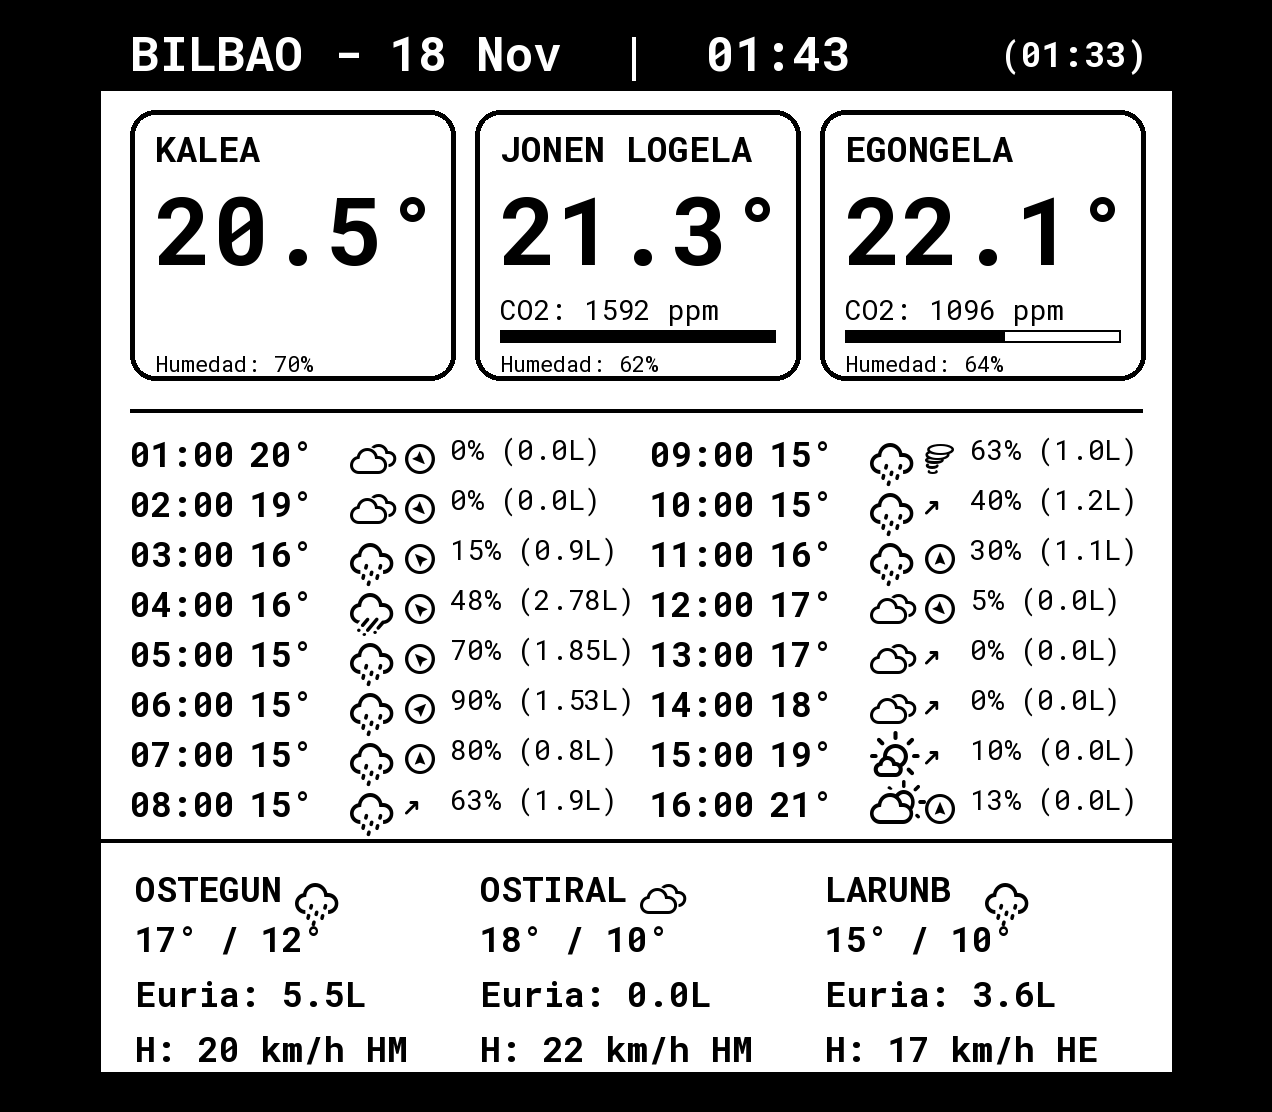 BILBAO - 18 Nov | 01:43 (01:33)
KALEA
20.5°
Humedad: 70%
JONEN LOGELA
21.3°
CO2: 1592 ppm
Humedad: 62%
EGONGELA
22.1°
CO2: 1096 ppm
Humedad: 64%
01:00 20° 0% (0.0L)
02:00 19° 0% (0.0L)
03:00 16° 15% (0.9L)
04:00 16° 48% (2.78L)
05:00 15° 70% (1.85L)
06:00 15° 90% (1.53L)
07:00 15° 80% (0.8L)
08:00 15° 63% (1.9L)
09:00 15° 63% (1.0L)
10:00 15° 40% (1.2L)
11:00 16° 30% (1.1L)
12:00 17° 5% (0.0L)
13:00 17° 0% (0.0L)
14:00 18° 0% (0.0L)
15:00 19° 10% (0.0L)
16:00 21° 13% (0.0L)
OSTEGUN
17° / 12°
Euria: 5.5L
H: 20 km/h HM
OSTIRAL
18° / 10°
Euria: 0.0L
H: 22 km/h HM
LARUNB
15° / 10°
Euria: 3.6L
H: 17 km/h HE